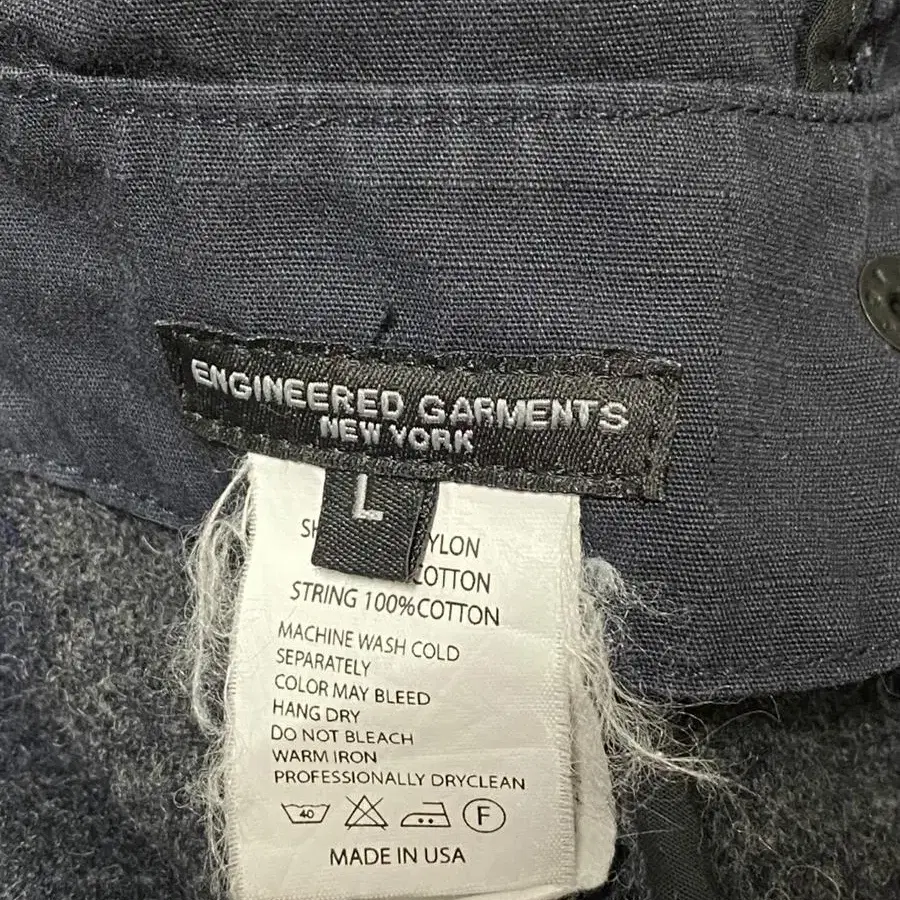 ENGINEERED GARMENTS
NEW YORK
L
COTTON
STRING 100%COTTON
MACHINE WASH COLD
SEPARATELY
COLOR MAY BLEED
HANG DRY
DO NOT BLEACH
WARM IRON
PROFESSIONALLY DRYCLEAN
40 F
MADE IN USA